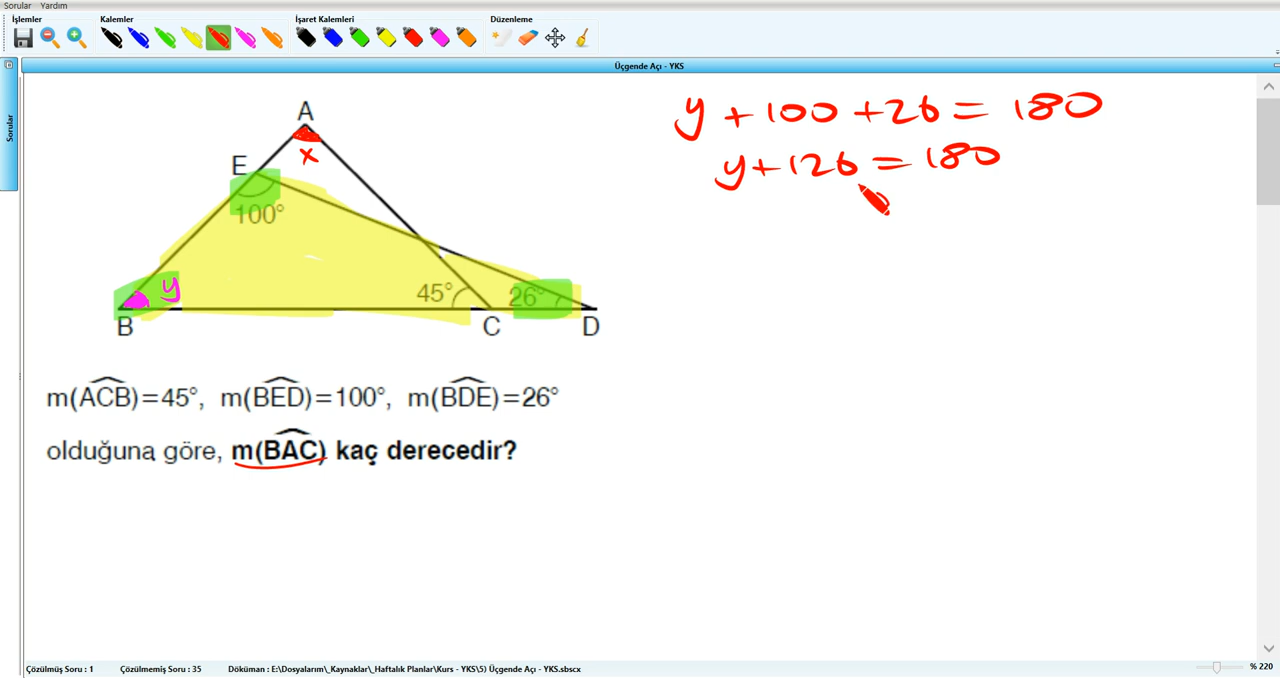 Sorular Yardım
İşlemler Kalemler İşaret Kalemleri Düzenleme
Üçgende Açı - YKS
Sorular
A
x
E
100°
y
45°
26°
B C D
y + 100 + 26 = 180
y + 126 = 180
m(ACB)=45°, m(BED)=100°, m(BDE)=26°
olduğuna göre, m(BAC) kaç derecedir?
Çözülmüş Soru : 1 Çözülmemiş Soru : 35 Döküman : E:\Dosyalarım\_Kaynaklar\_Haftalık Planlar\Kurs - YKS\5) Üçgende Açı - YKS.sbscx % 220